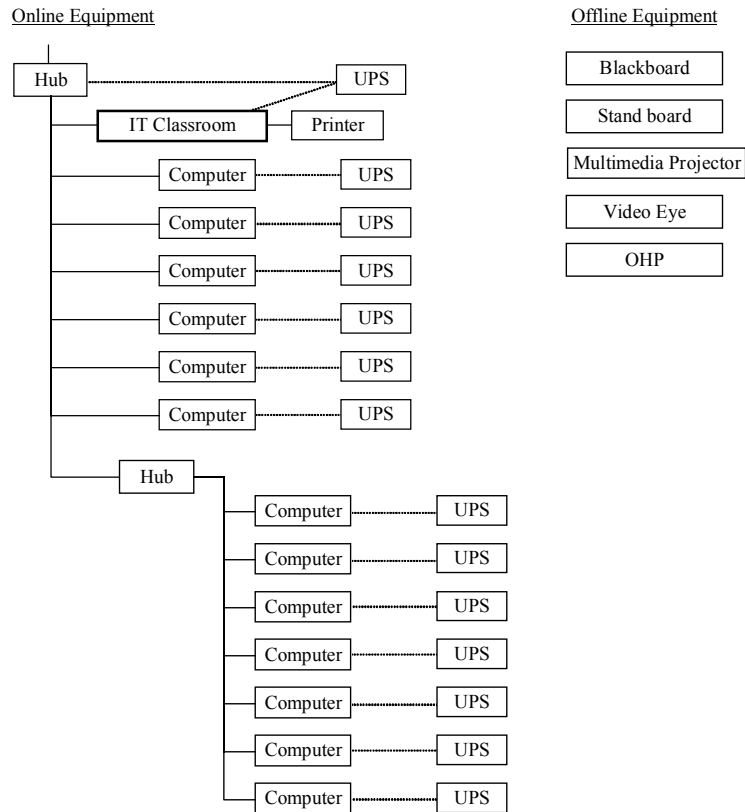 Online Equipment
Offline Equipment
Hub
UPS
Blackboard
IT Classroom
Printer
Stand board
Computer
UPS
Multimedia Projector
Computer
UPS
Video Eye
Computer
UPS
OHP
Computer
UPS
Computer
UPS
Computer
UPS
Hub
Computer
UPS
Computer
UPS
Computer
UPS
Computer
UPS
Computer
UPS
Computer
UPS
Computer
UPS